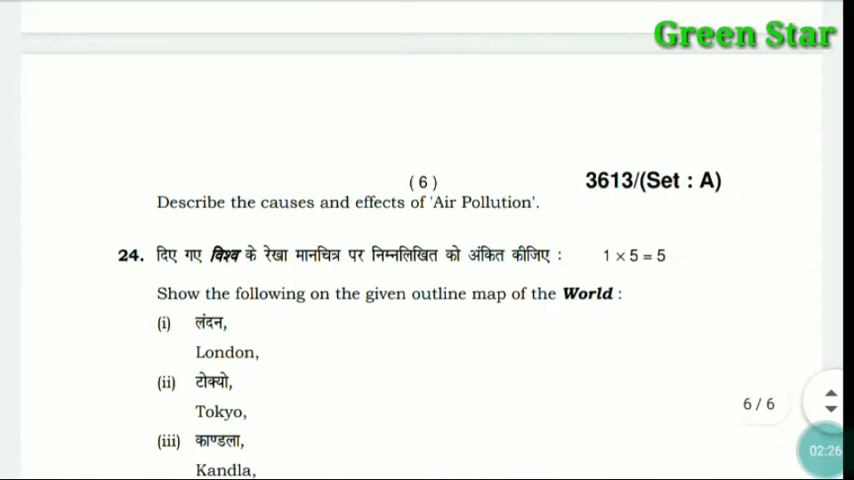 Green Star
( 6 )
3613/(Set : A)
Describe the causes and effects of 'Air Pollution'.
24. दिए गए विश्व के रेखा मानचित्र पर निम्नलिखित को अंकित कीजिए : 1 × 5 = 5
Show the following on the given outline map of the World :
(i) लंदन,
London,
(ii) टोक्यो,
Tokyo,
(iii) काण्डला,
Kandla,
6 / 6
02:26